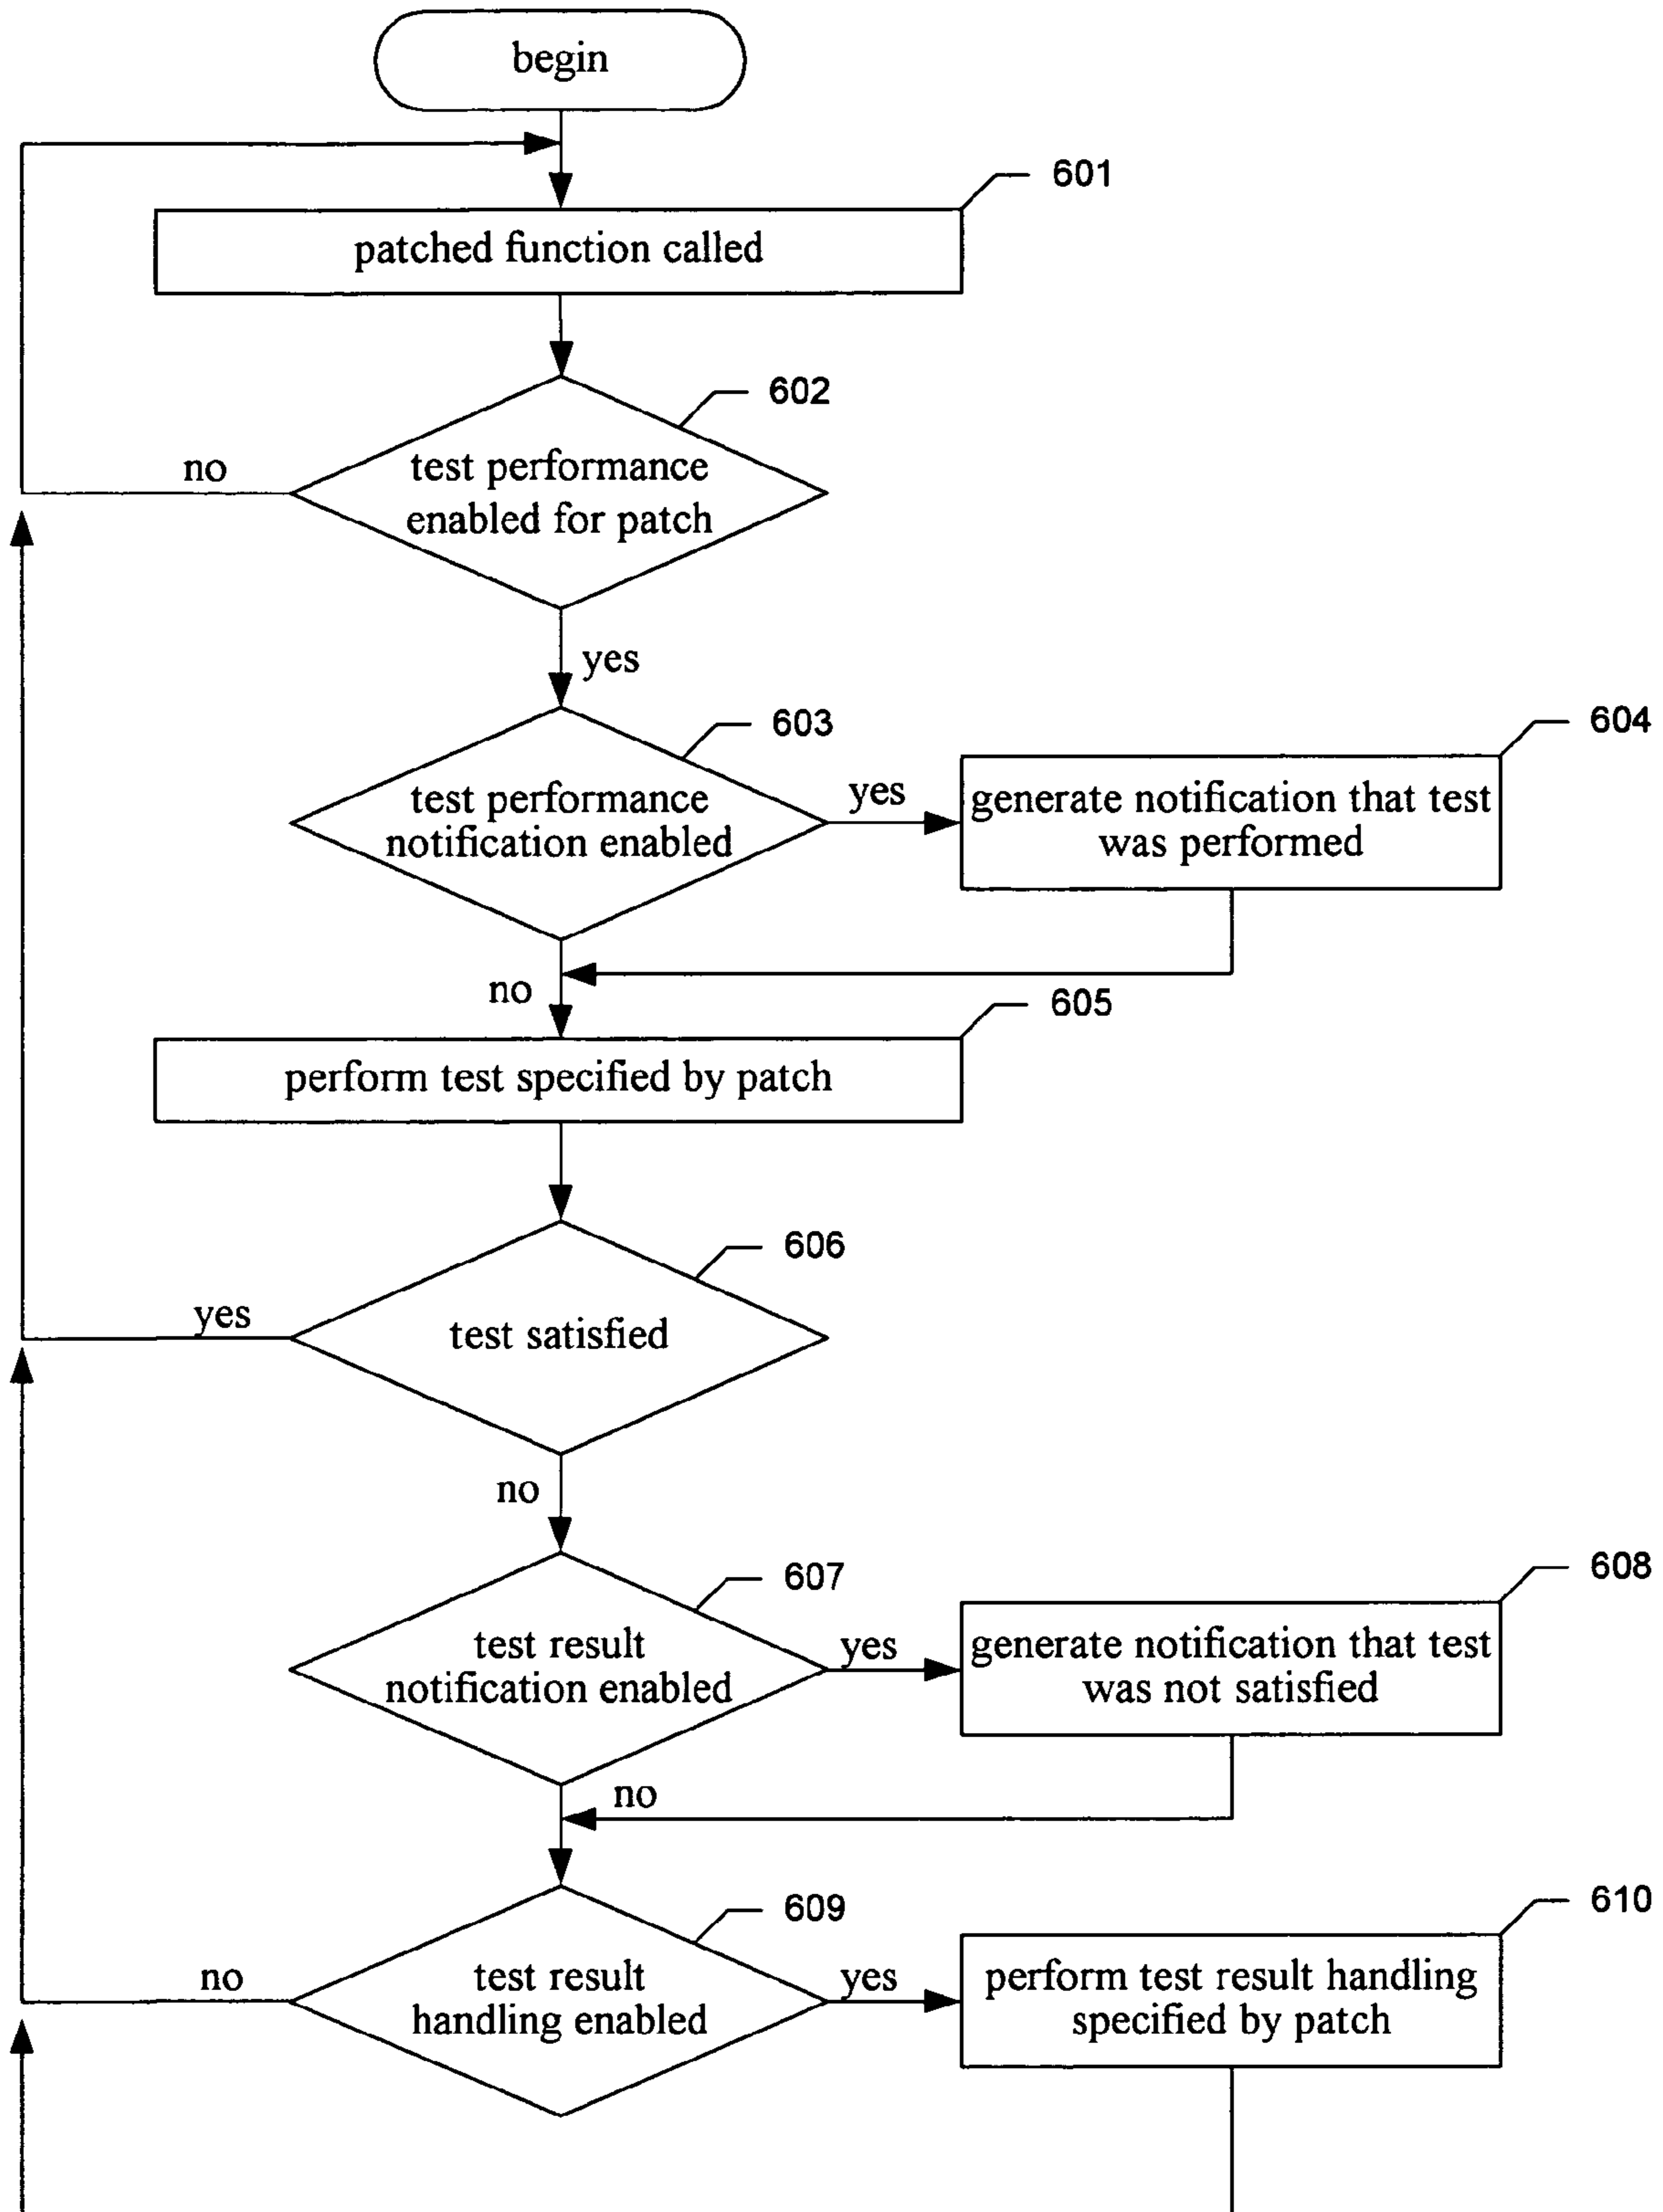 begin
601
patched function called
602
no
test performance
enabled for patch
yes
603
604
test performance
notification enabled
yes
generate notification that test
was performed
no
605
perform test specified by patch
606
yes
test satisfied
no
607
608
test result
notification enabled
yes
generate notification that test
was not satisfied
no
609
610
no
test result
handling enabled
yes
perform test result handling
specified by patch